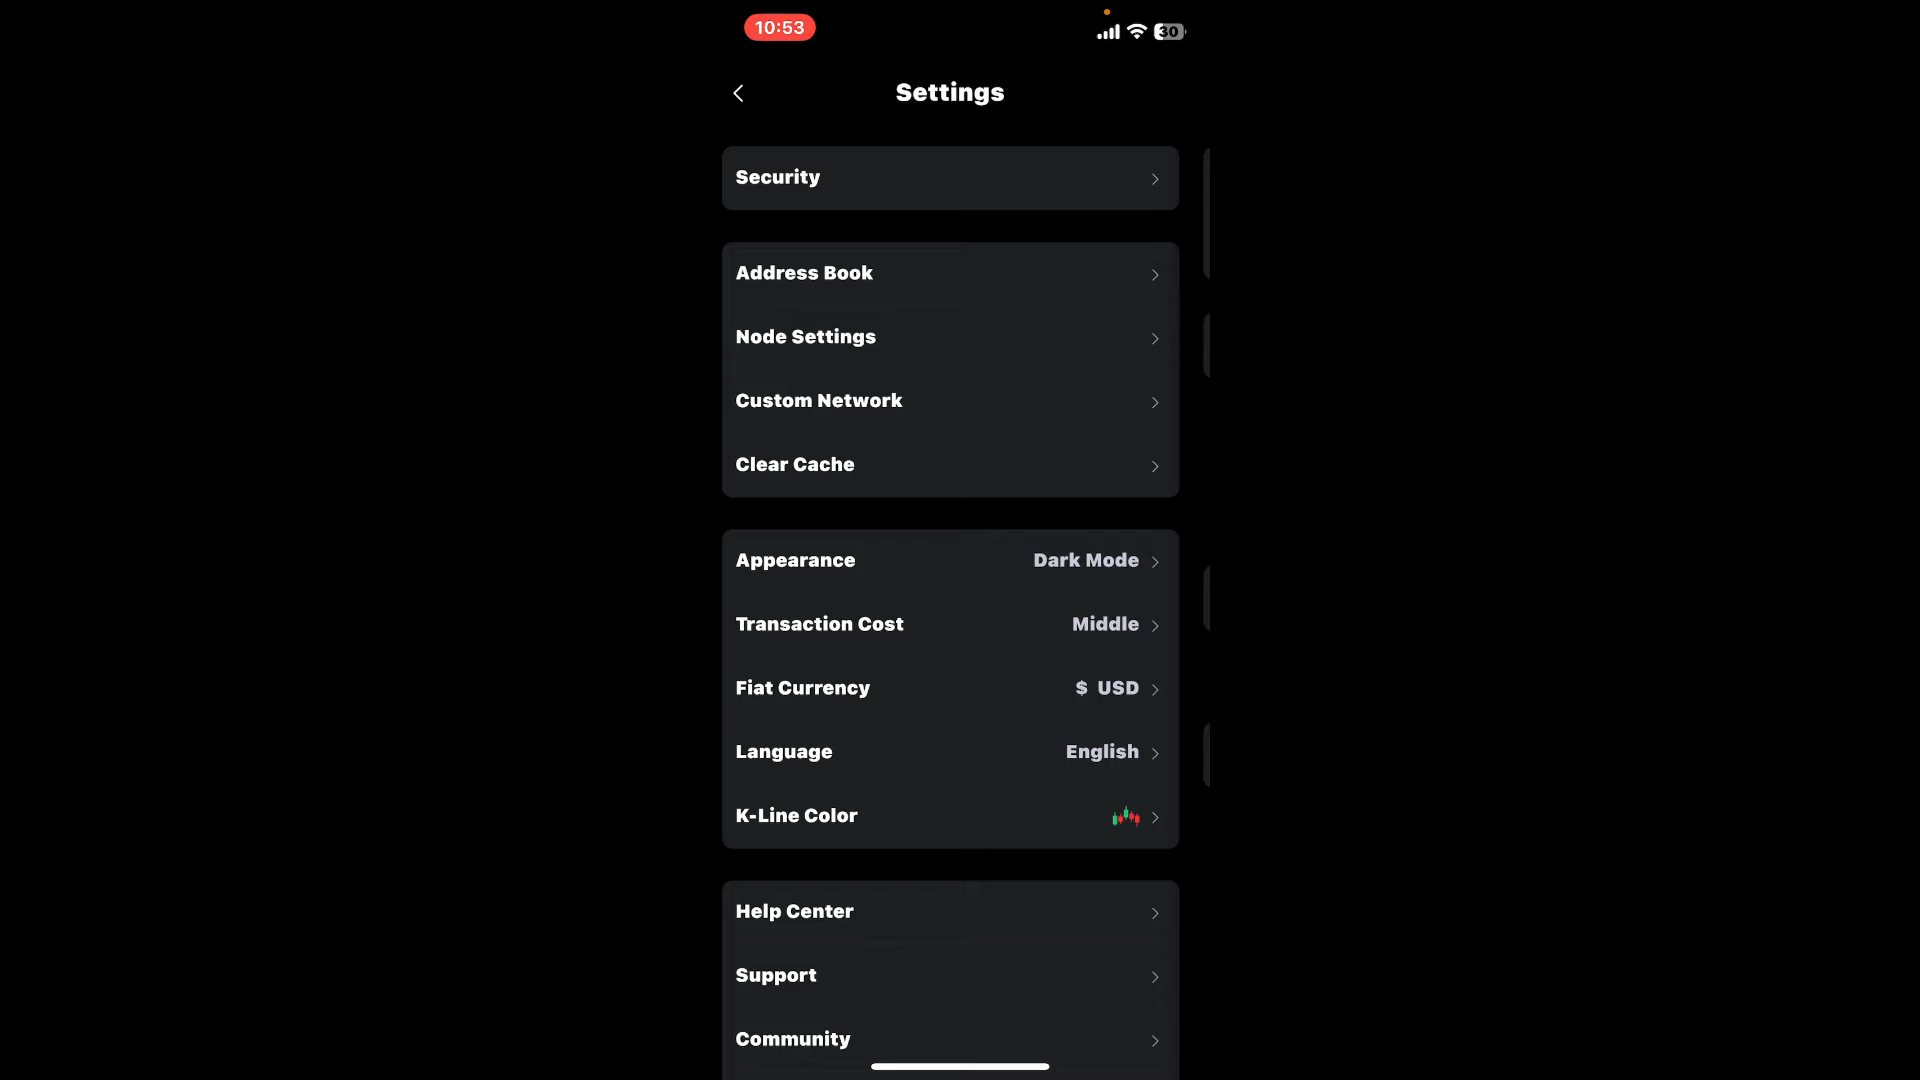 10:53
30
Settings
Security
Address Book
Node Settings
Custom Network
Clear Cache
Appearance Dark Mode
Transaction Cost Middle
Fiat Currency $ USD
Language English
K-Line Color
Help Center
Support
Community